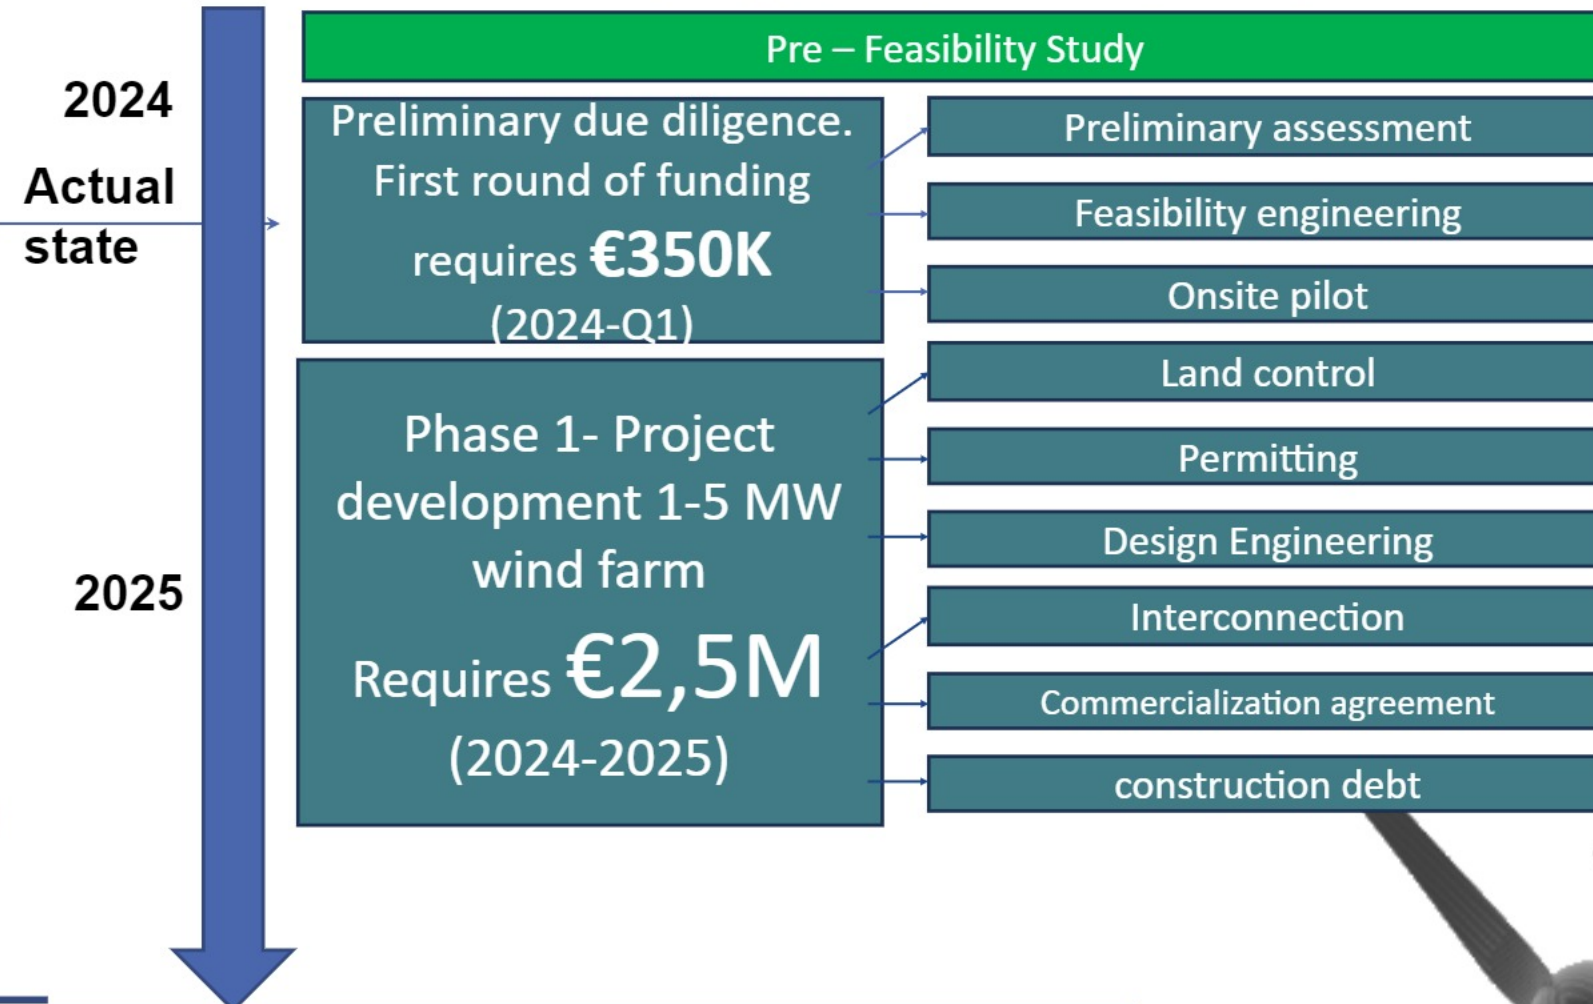 Pre – Feasibility Study
2024
Actual
state
Preliminary due diligence.
First round of funding
requires €350K
(2024-Q1)
Preliminary assessment
Feasibility engineering
Onsite pilot
2025
Phase 1- Project
development 1-5 MW
wind farm
Requires €2,5M
(2024-2025)
Land control
Permitting
Design Engineering
Interconnection
Commercialization agreement
construction debt